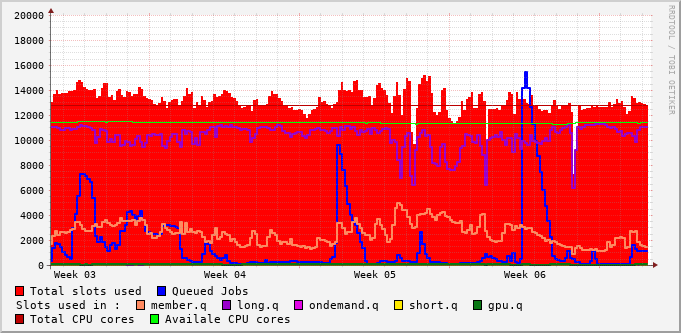 20000
18000
16000
14000
12000
10000
8000
6000
4000
2000
0
Week 03 Week 04 Week 05 Week 06
RRDTOOL / TOBI OETIKER
Total slots used Queued Jobs
Slots used in : member.q long.q ondemand.q short.q gpu.q
Total CPU cores Availale CPU cores